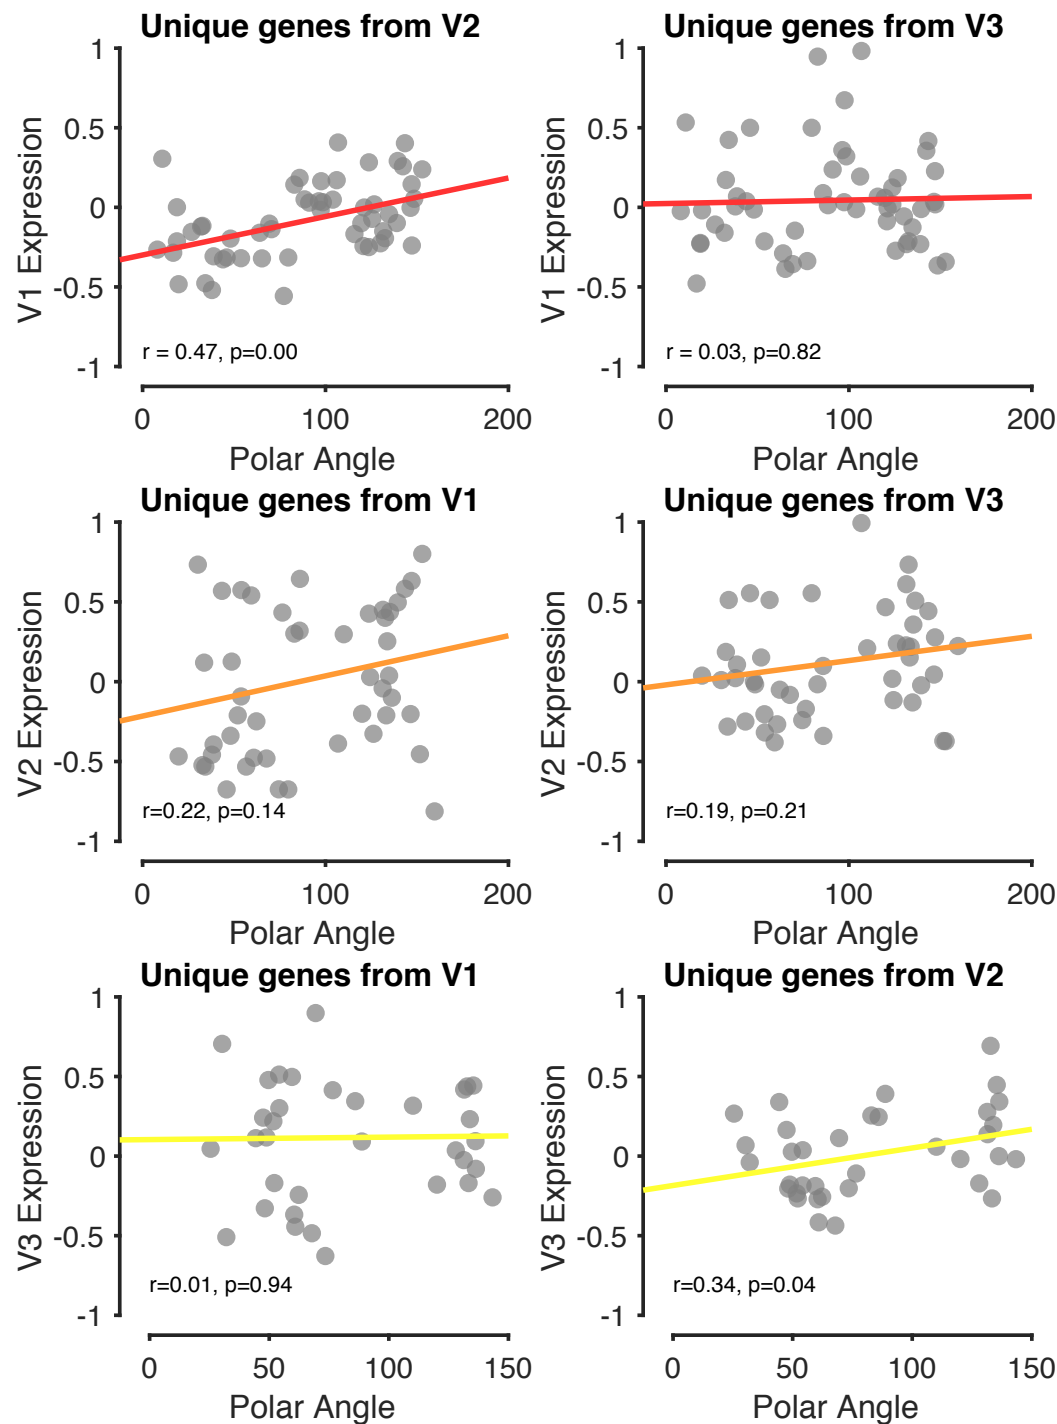 Unique genes from V2
1
0.5
0
-0.5
-1
V1 Expression
r = 0.47, p=0.00
0 100 200
Polar Angle
Unique genes from V3
1
0.5
0
-0.5
-1
V1 Expression
r = 0.03, p=0.82
0 100 200
Polar Angle
Unique genes from V1
1
0.5
0
-0.5
-1
V2 Expression
r=0.22, p=0.14
0 100 200
Polar Angle
Unique genes from V3
1
0.5
0
-0.5
-1
V2 Expression
r=0.19, p=0.21
0 100 200
Polar Angle
Unique genes from V1
1
0.5
0
-0.5
-1
V3 Expression
r=0.01, p=0.94
0 50 100 150
Polar Angle
Unique genes from V2
1
0.5
0
-0.5
-1
V3 Expression
r=0.34, p=0.04
0 50 100 150
Polar Angle